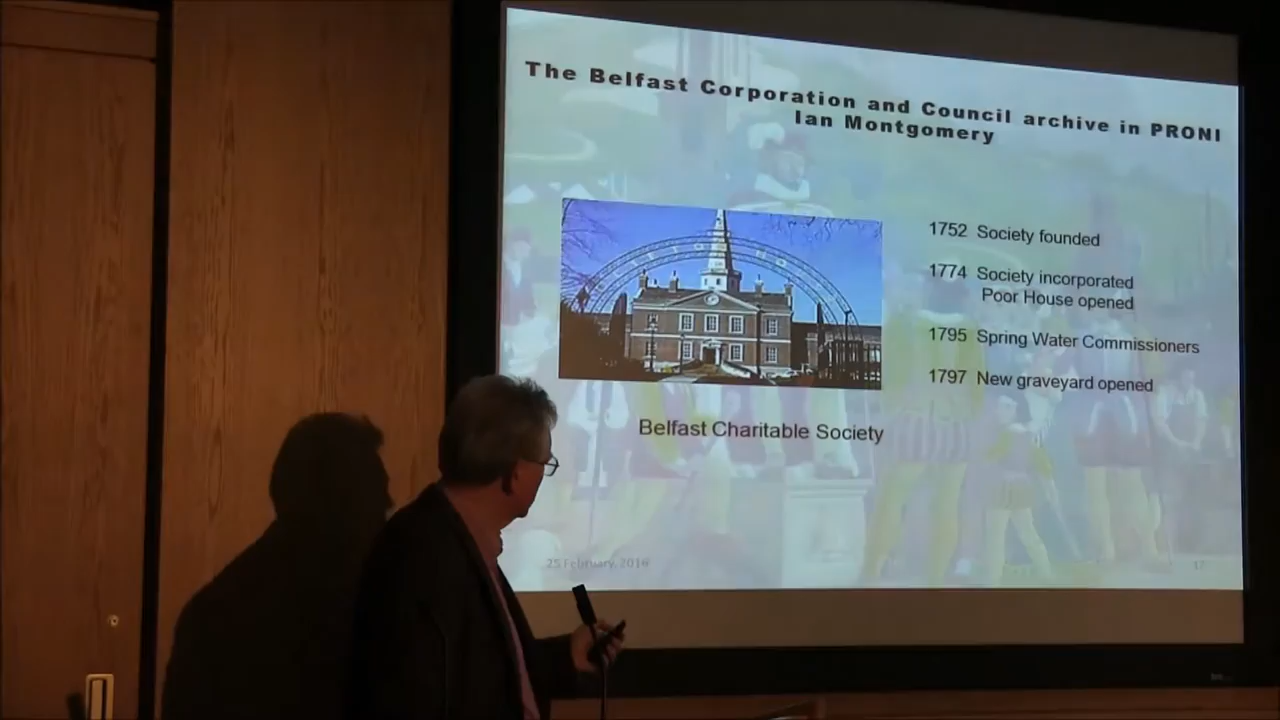 The Belfast Corporation and Council archive in PRONI
Ian Montgomery
1752 Society founded
1774 Society incorporated
Poor House opened
1795 Spring Water Commissioners
1797 New graveyard opened
Belfast Charitable Society
25 February, 2016
17